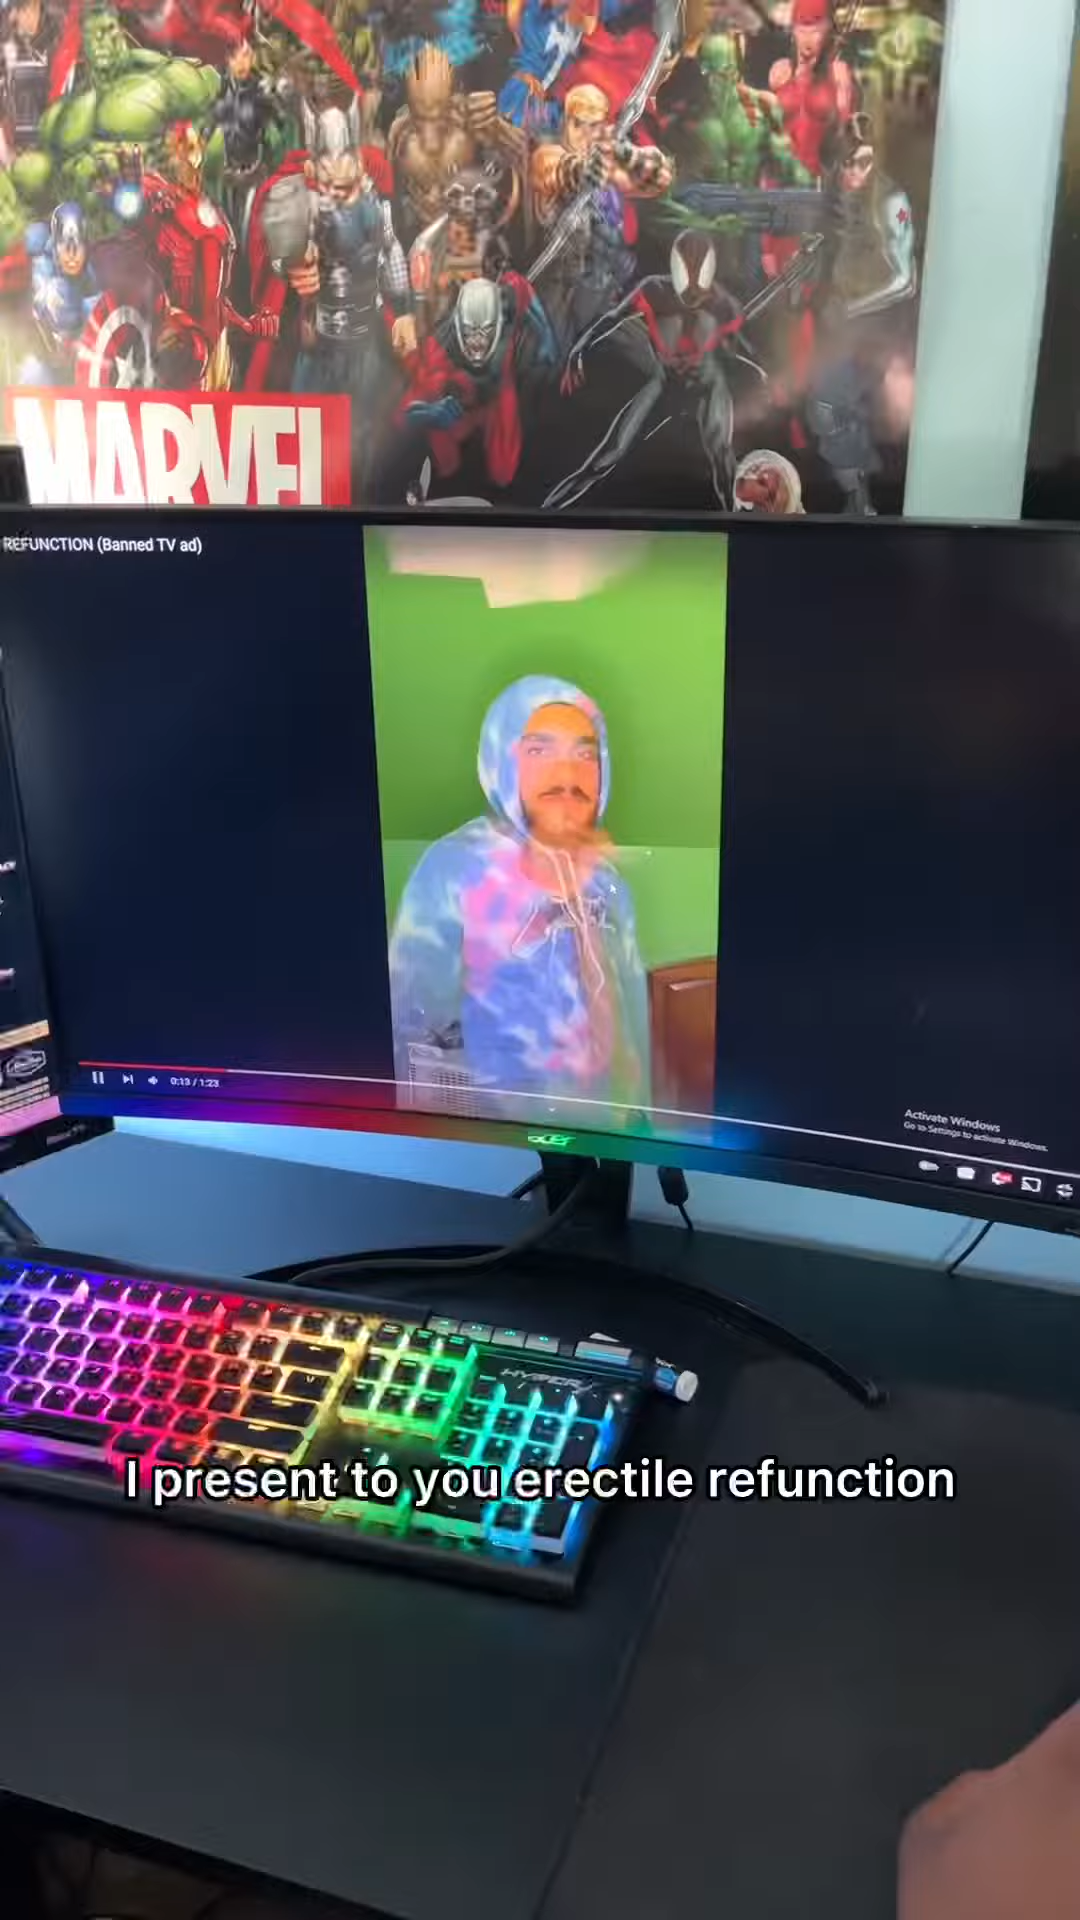 MARVEL
REFUNCTION (Banned TV ad)
0:13 / 1:23
Activate Windows
Go to Settings to activate Windows.
acer
HYPERX
I present to you erectile refunction